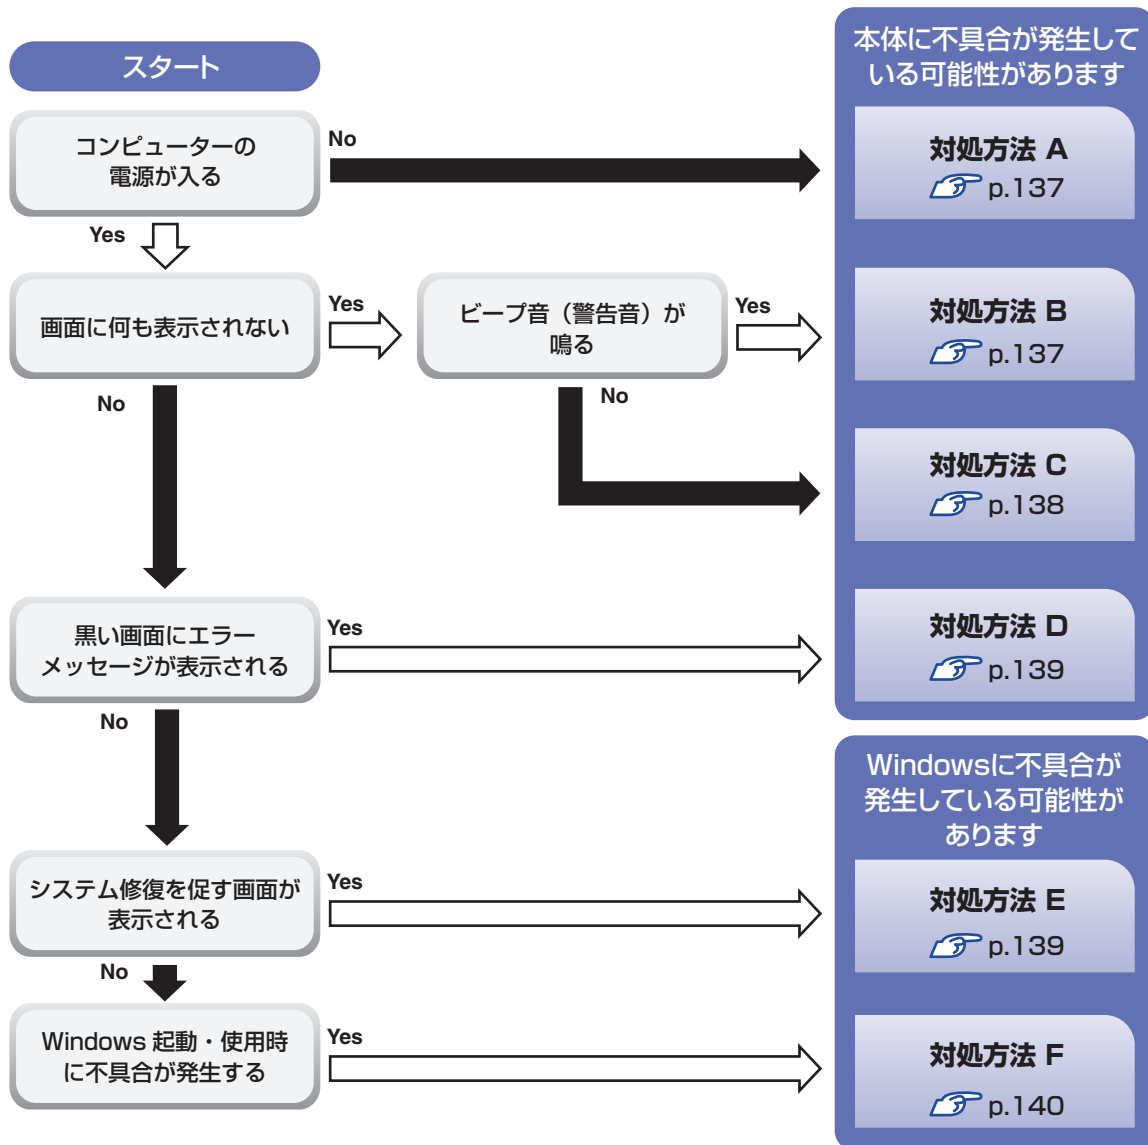 スタート
コンピューターの
電源が入る
No
Yes
画面に何も表示されない
Yes
ビープ音（警告音）が
鳴る
Yes
No
No
黒い画面にエラー
メッセージが表示される
Yes
No
システム修復を促す画面が
表示される
Yes
No
Windows 起動・使用時
に不具合が発生する
Yes
本体に不具合が発生して
いる可能性があります
対処方法 A
p.137
対処方法 B
p.137
対処方法 C
p.138
対処方法 D
p.139
Windowsに不具合が
発生している可能性が
あります
対処方法 E
p.139
対処方法 F
p.140